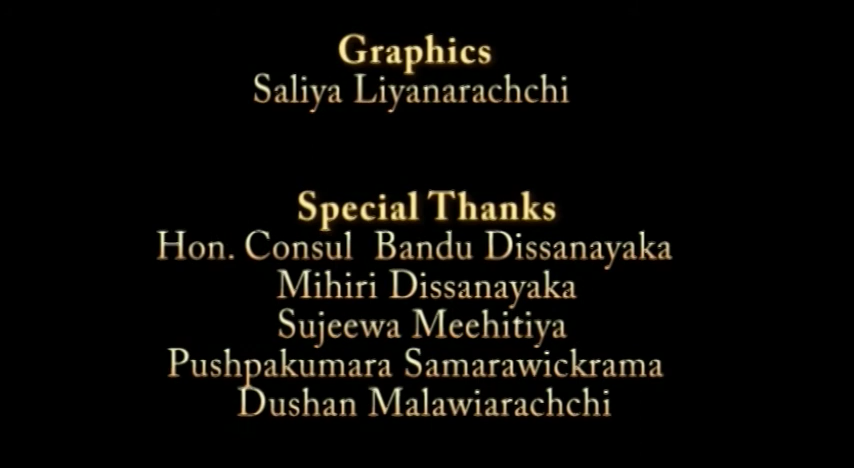 Graphics
Saliya Liyanarachchi
Special Thanks
Hon. Consul Bandu Dissanayaka
Mihiri Dissanayaka
Sujeewa Meehitiya
Pushpakumara Samarawickrama
Dushan Malawiarachchi